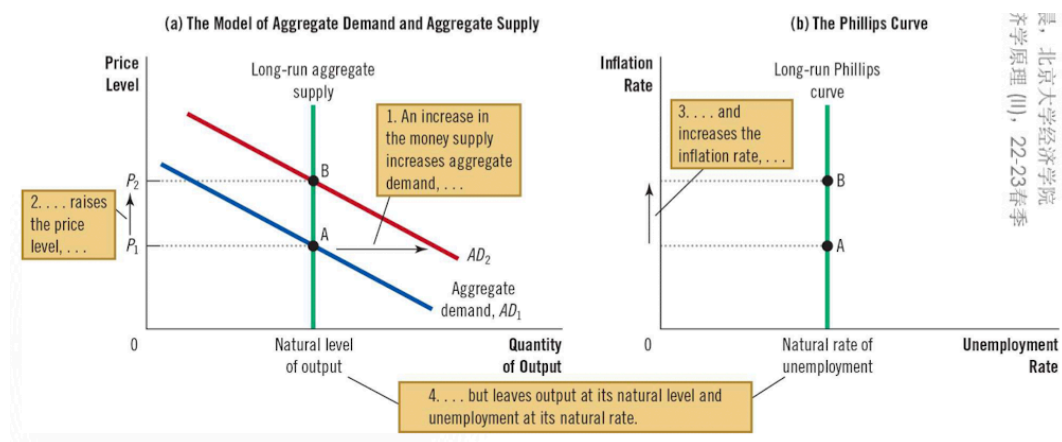 (a) The Model of Aggregate Demand and Aggregate Supply
Price
Level
Long-run aggregate
supply
1. An increase in
the money supply
increases aggregate
demand, . . .
P2
B
2. . . . raises
the price
level, . . .
P1
A
AD2
Aggregate
demand, AD1
0
Natural level
of output
Quantity
of Output
(b) The Phillips Curve
Inflation
Rate
Long-run Phillips
curve
3. . . . and
increases the
inflation rate, . . .
B
A
0
Natural rate of
unemployment
Unemployment
Rate
4. . . . but leaves output at its natural level and
unemployment at its natural rate.
晨，北京大学经济学院
济学原理 (II)，22-23春季